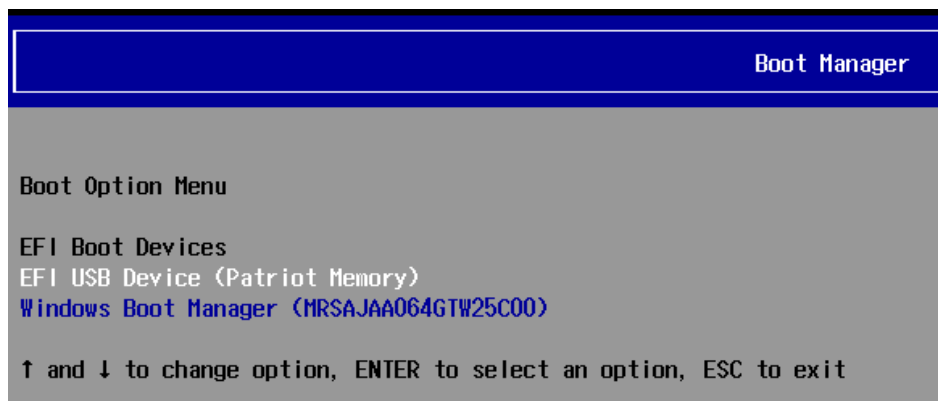 Boot Manager
Boot Option Menu
EFI Boot Devices
EFI USB Device (Patriot Memory)
Windows Boot Manager (MRSAJAA064GTW25C00)
↑ and ↓ to change option, ENTER to select an option, ESC to exit